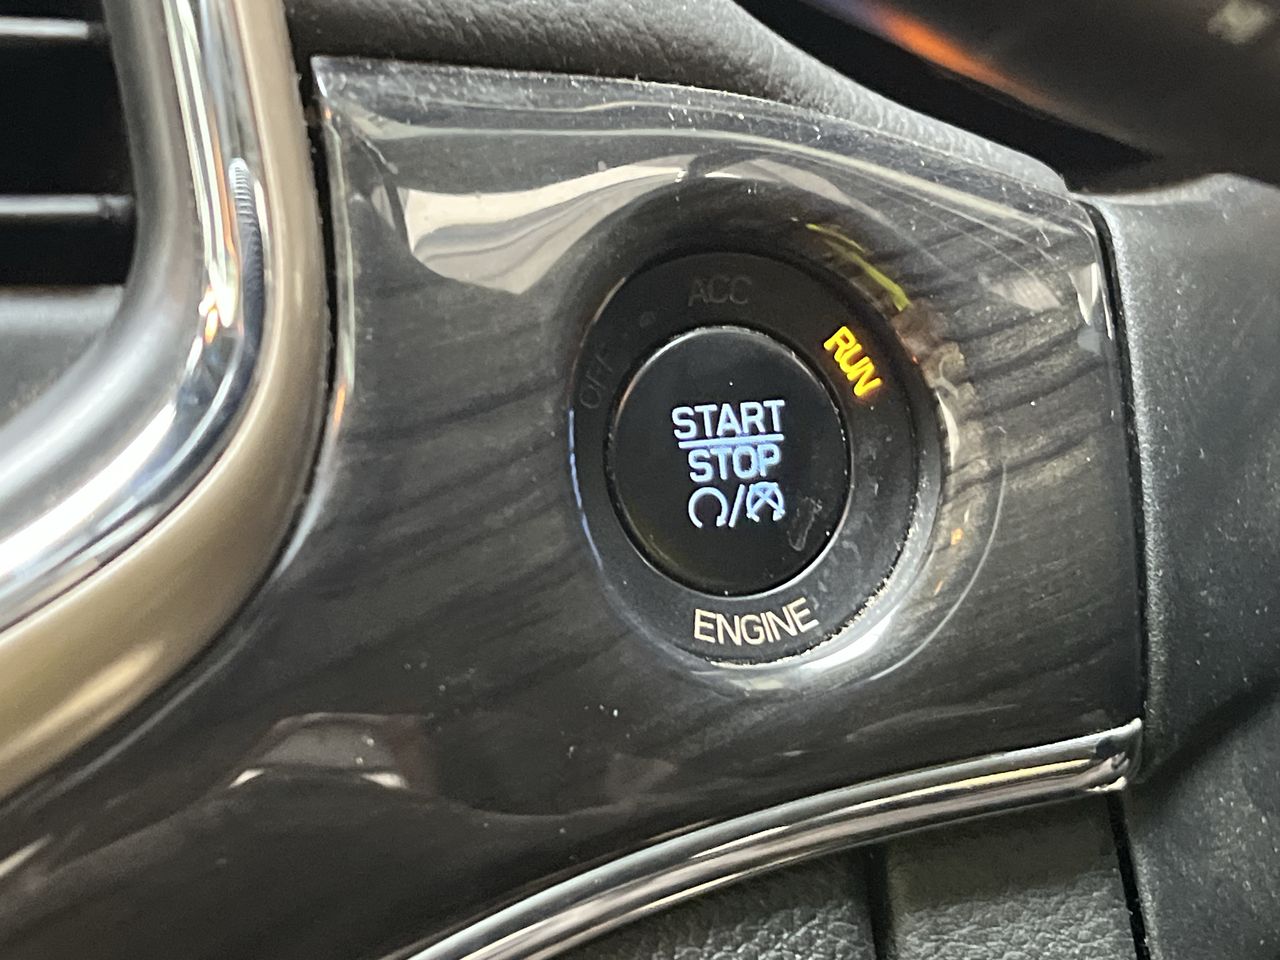 ACC
OFF
RUN
START
STOP
ENGINE